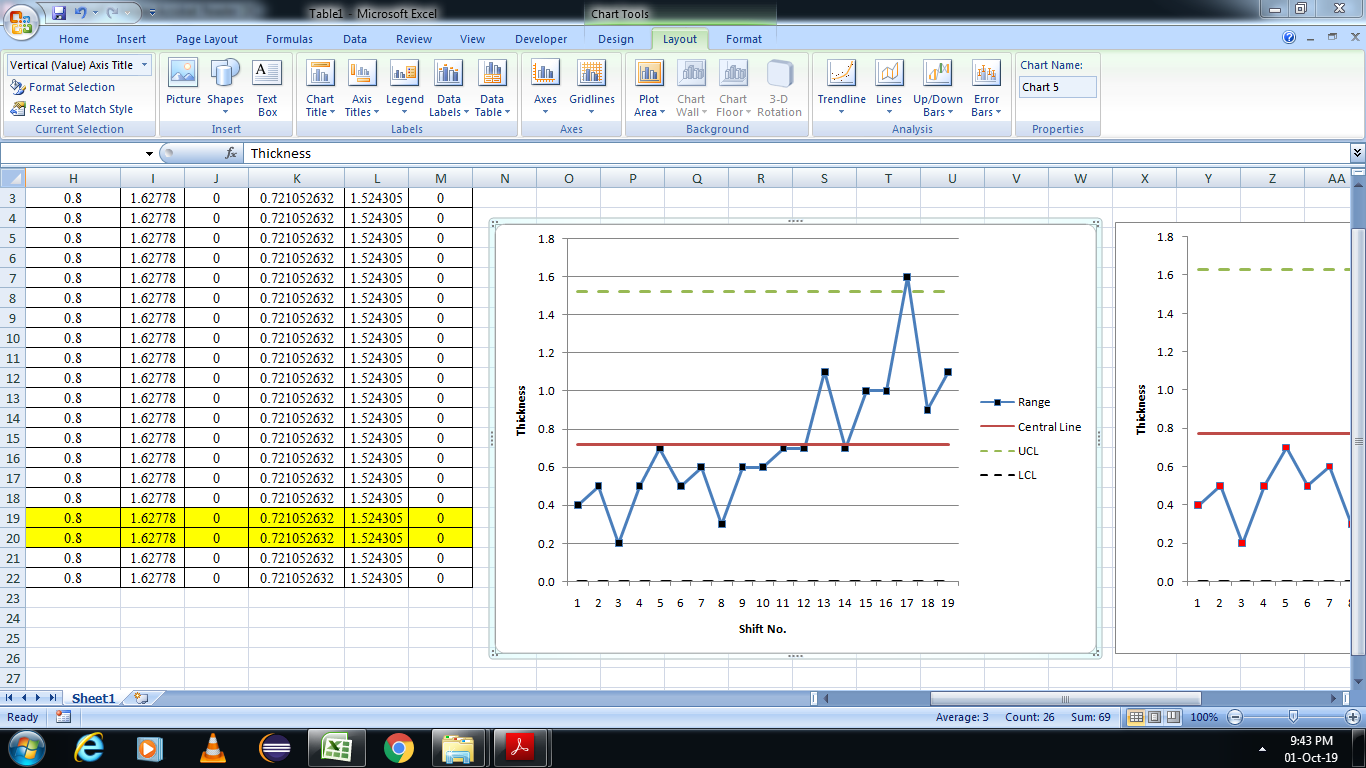 Table1 - Microsoft Excel
Chart Tools
Home Insert Page Layout Formulas Data Review View Developer Design Layout Format
Vertical (Value) Axis Title
Format Selection
Reset to Match Style
Current Selection
Picture Shapes Text Box
Insert
Chart Title Axis Titles Legend Data Labels Data Table
Labels
Axes Gridlines
Axes
Plot Area Chart Wall Chart Floor 3-D Rotation
Background
Trendline Lines Up/Down Bars Error Bars
Analysis
Chart Name:
Chart 5
Properties
fx Thickness
H I J K L M N O P Q R S T U V W X Y Z AA
3 0.8 1.62778 0 0.721052632 1.524305 0
4 0.8 1.62778 0 0.721052632 1.524305 0
5 0.8 1.62778 0 0.721052632 1.524305 0
6 0.8 1.62778 0 0.721052632 1.524305 0
7 0.8 1.62778 0 0.721052632 1.524305 0
8 0.8 1.62778 0 0.721052632 1.524305 0
9 0.8 1.62778 0 0.721052632 1.524305 0
10 0.8 1.62778 0 0.721052632 1.524305 0
11 0.8 1.62778 0 0.721052632 1.524305 0
12 0.8 1.62778 0 0.721052632 1.524305 0
13 0.8 1.62778 0 0.721052632 1.524305 0
14 0.8 1.62778 0 0.721052632 1.524305 0
15 0.8 1.62778 0 0.721052632 1.524305 0
16 0.8 1.62778 0 0.721052632 1.524305 0
17 0.8 1.62778 0 0.721052632 1.524305 0
18 0.8 1.62778 0 0.721052632 1.524305 0
19 0.8 1.62778 0 0.721052632 1.524305 0
20 0.8 1.62778 0 0.721052632 1.524305 0
21 0.8 1.62778 0 0.721052632 1.524305 0
22 0.8 1.62778 0 0.721052632 1.524305 0
23
24
25
26
27
1.8
1.6
1.4
1.2
1.0
0.8
0.6
0.4
0.2
0.0
Thickness
1 2 3 4 5 6 7 8 9 10 11 12 13 14 15 16 17 18 19
Shift No.
Range
Central Line
UCL
LCL
1.8
1.6
1.4
1.2
1.0
0.8
0.6
0.4
0.2
0.0
Thickness
1 2 3 4 5 6 7
Sheet1
Ready
Average: 3 Count: 26 Sum: 69 100%
9:43 PM
01-Oct-19